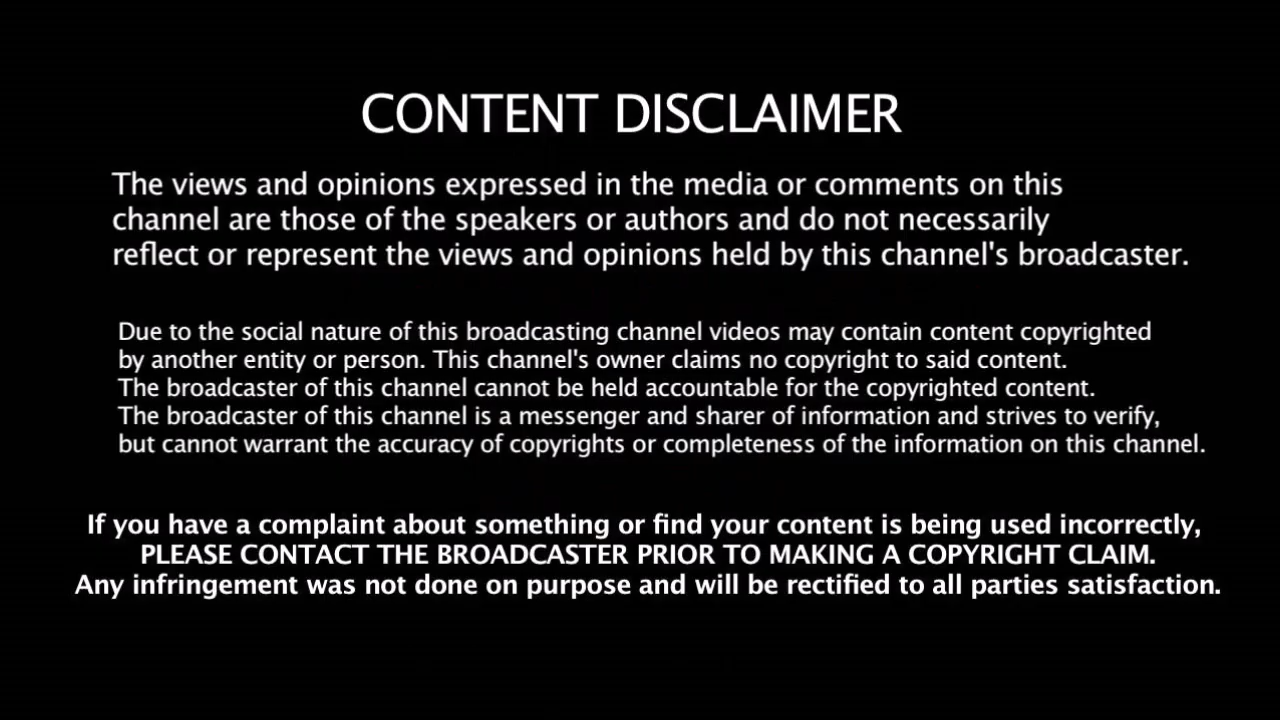 CONTENT DISCLAIMER
The views and opinions expressed in the media or comments on this
channel are those of the speakers or authors and do not necessarily
reflect or represent the views and opinions held by this channel's broadcaster.
Due to the social nature of this broadcasting channel videos may contain content copyrighted
by another entity or person. This channel's owner claims no copyright to said content.
The broadcaster of this channel cannot be held accountable for the copyrighted content.
The broadcaster of this channel is a messenger and sharer of information and strives to verify,
but cannot warrant the accuracy of copyrights or completeness of the information on this channel.
If you have a complaint about something or find your content is being used incorrectly,
PLEASE CONTACT THE BROADCASTER PRIOR TO MAKING A COPYRIGHT CLAIM.
Any infringement was not done on purpose and will be rectified to all parties satisfaction.